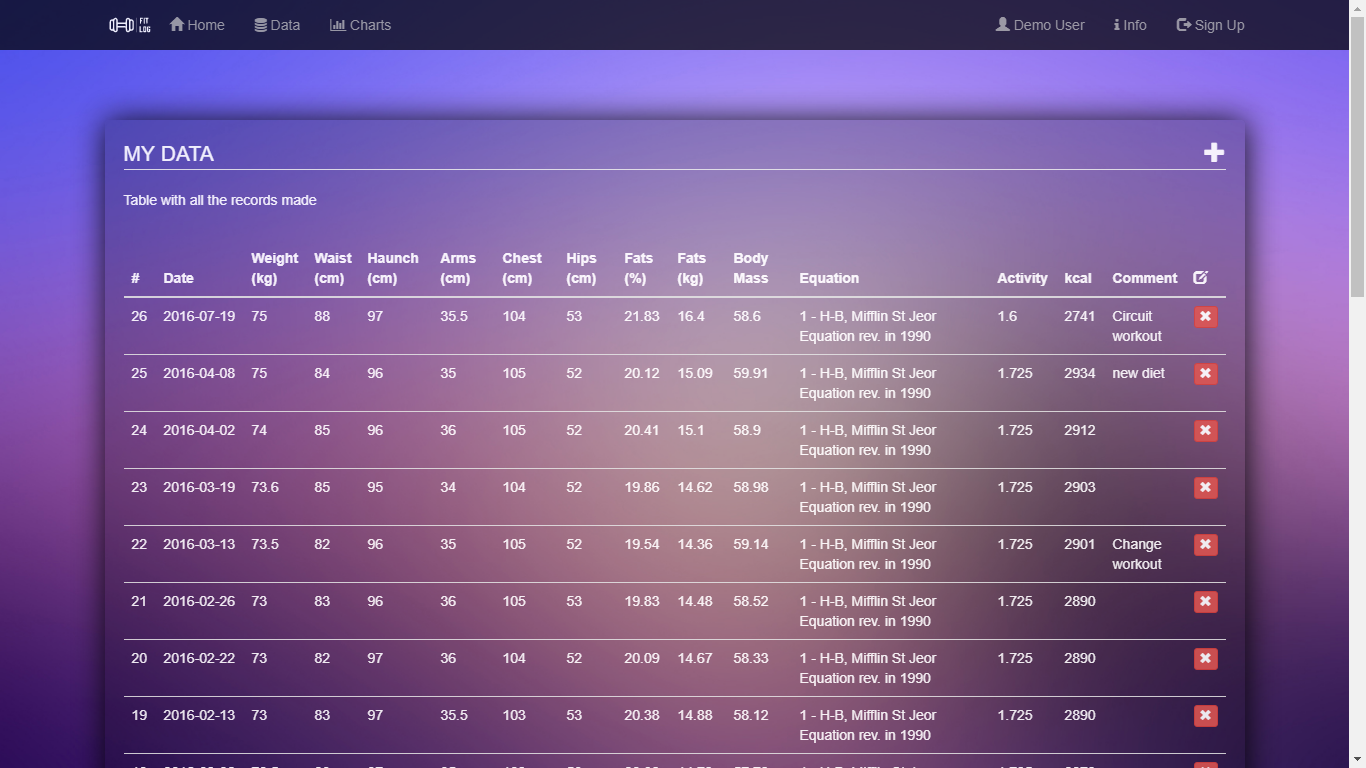 FIT LOG Home Data Charts Demo User Info Sign Up
MY DATA
Table with all the records made
# Date Weight (kg) Waist (cm) Haunch (cm) Arms (cm) Chest (cm) Hips (cm) Fats (%) Fats (kg) Body Mass Equation Activity kcal Comment
26 2016-07-19 75 88 97 35.5 104 53 21.83 16.4 58.6 1 - H-B, Mifflin St Jeor Equation rev. in 1990 1.6 2741 Circuit workout
25 2016-04-08 75 84 96 35 105 52 20.12 15.09 59.91 1 - H-B, Mifflin St Jeor Equation rev. in 1990 1.725 2934 new diet
24 2016-04-02 74 85 96 36 105 52 20.41 15.1 58.9 1 - H-B, Mifflin St Jeor Equation rev. in 1990 1.725 2912
23 2016-03-19 73.6 85 95 34 104 52 19.86 14.62 58.98 1 - H-B, Mifflin St Jeor Equation rev. in 1990 1.725 2903
22 2016-03-13 73.5 82 96 35 105 52 19.54 14.36 59.14 1 - H-B, Mifflin St Jeor Equation rev. in 1990 1.725 2901 Change workout
21 2016-02-26 73 83 96 36 105 53 19.83 14.48 58.52 1 - H-B, Mifflin St Jeor Equation rev. in 1990 1.725 2890
20 2016-02-22 73 82 97 36 104 52 20.09 14.67 58.33 1 - H-B, Mifflin St Jeor Equation rev. in 1990 1.725 2890
19 2016-02-13 73 83 97 35.5 103 53 20.38 14.88 58.12 1 - H-B, Mifflin St Jeor Equation rev. in 1990 1.725 2890